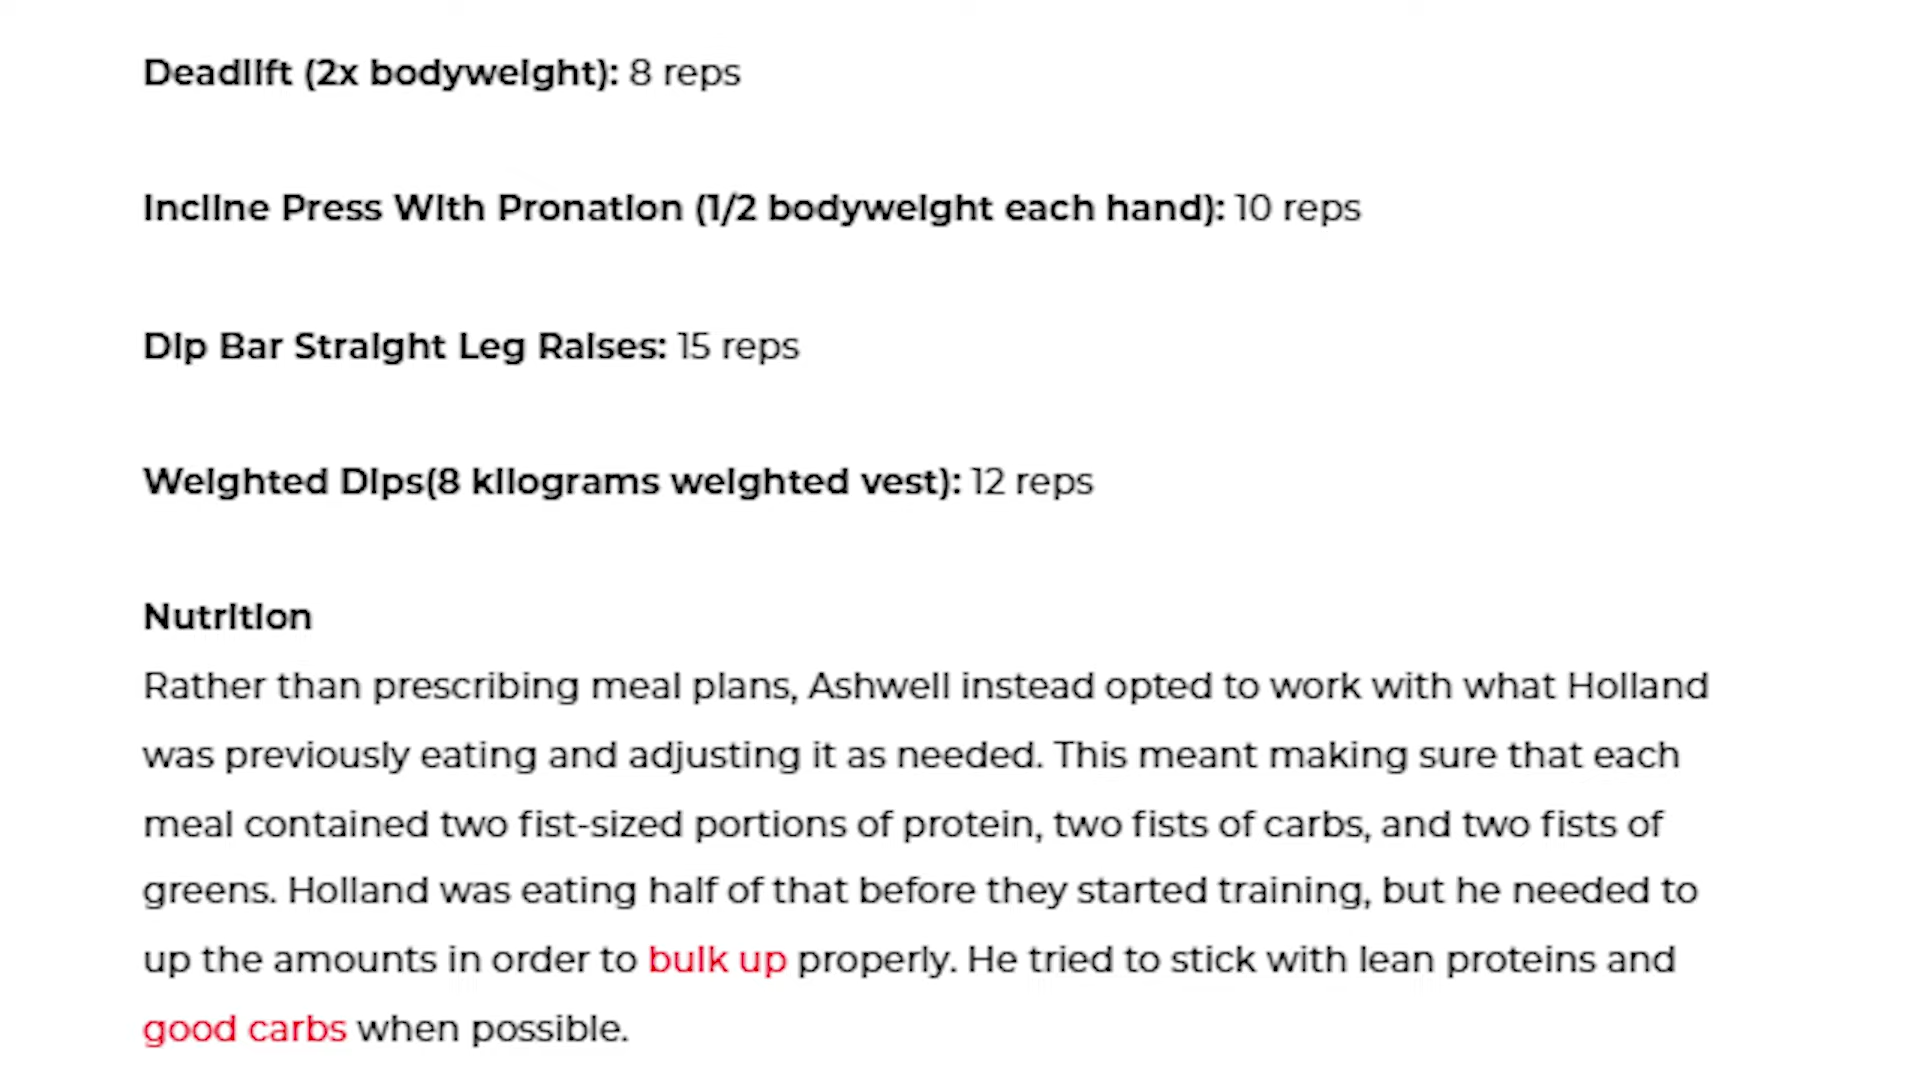 Deadlift (2x bodyweight): 8 reps
Incline Press With Pronation (1/2 bodyweight each hand): 10 reps
Dip Bar Straight Leg Raises: 15 reps
Weighted Dips(8 kilograms weighted vest): 12 reps
Nutrition
Rather than prescribing meal plans, Ashwell instead opted to work with what Holland
was previously eating and adjusting it as needed. This meant making sure that each
meal contained two fist-sized portions of protein, two fists of carbs, and two fists of
greens. Holland was eating half of that before they started training, but he needed to
up the amounts in order to bulk up properly. He tried to stick with lean proteins and
good carbs when possible.